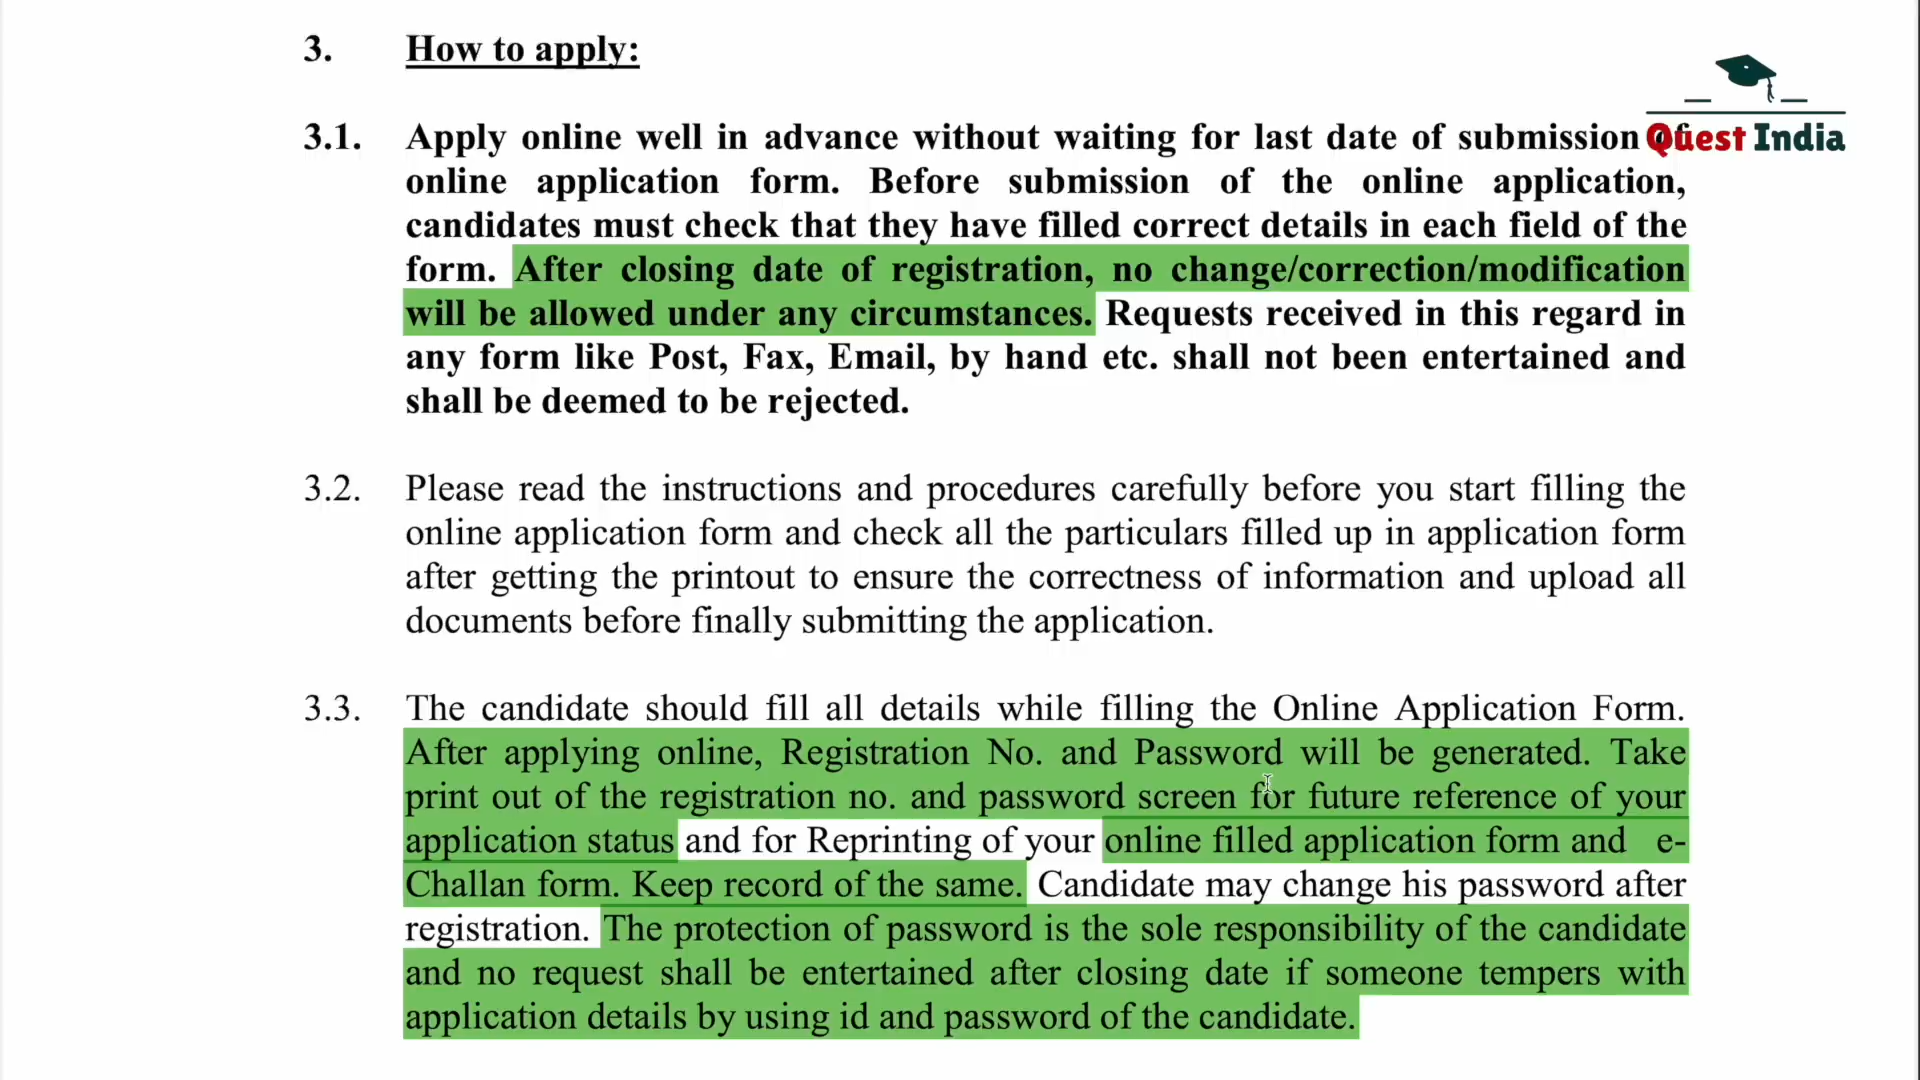 3. How to apply:
3.1. Apply online well in advance without waiting for last date of submission of
online application form. Before submission of the online application,
candidates must check that they have filled correct details in each field of the
form. After closing date of registration, no change/correction/modification
will be allowed under any circumstances. Requests received in this regard in
any form like Post, Fax, Email, by hand etc. shall not been entertained and
shall be deemed to be rejected.
Quest India
3.2. Please read the instructions and procedures carefully before you start filling the
online application form and check all the particulars filled up in application form
after getting the printout to ensure the correctness of information and upload all
documents before finally submitting the application.
3.3. The candidate should fill all details while filling the Online Application Form.
After applying online, Registration No. and Password will be generated. Take
print out of the registration no. and password screen for future reference of your
application status and for Reprinting of your online filled application form and e-
Challan form. Keep record of the same. Candidate may change his password after
registration. The protection of password is the sole responsibility of the candidate
and no request shall be entertained after closing date if someone tempers with
application details by using id and password of the candidate.